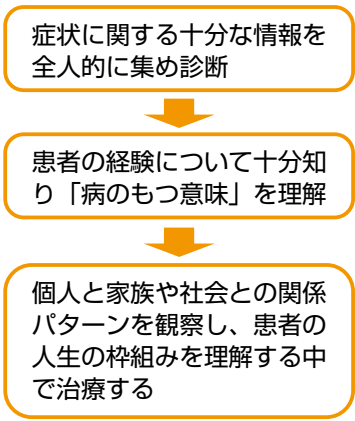 症状に関する十分な情報を
全人的に集め診断
患者の経験について十分知
り「病のもつ意味」を理解
個人と家族や社会との関係
パターンを観察し、患者の
人生の枠組みを理解する中
で治療する